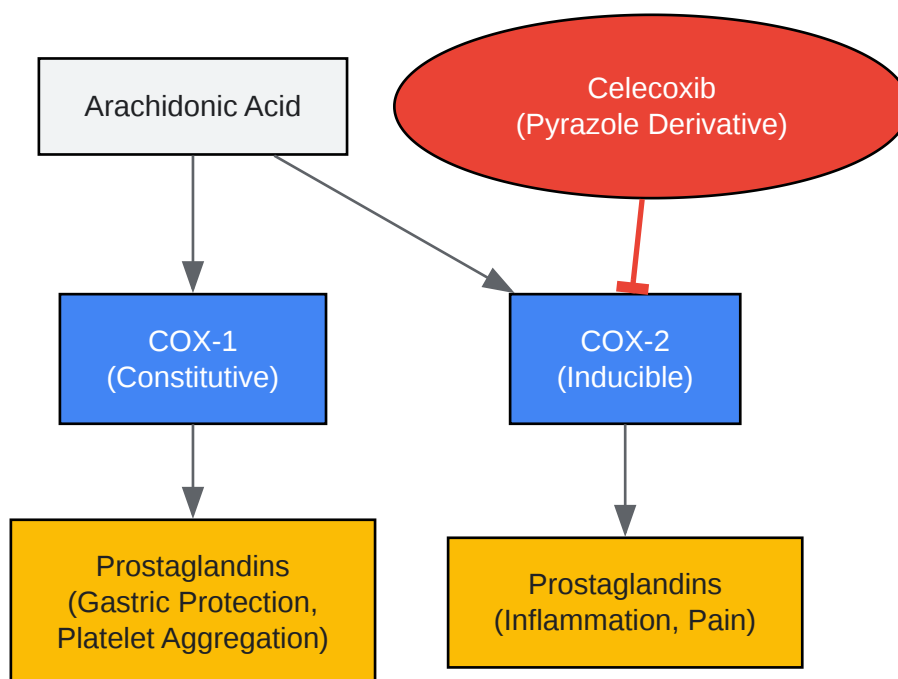 Arachidonic Acid
Celecoxib
(Pyrazole Derivative)
COX-1
(Constitutive)
COX-2
(Inducible)
Prostaglandins
(Gastric Protection,
Platelet Aggregation)
Prostaglandins
(Inflammation, Pain)